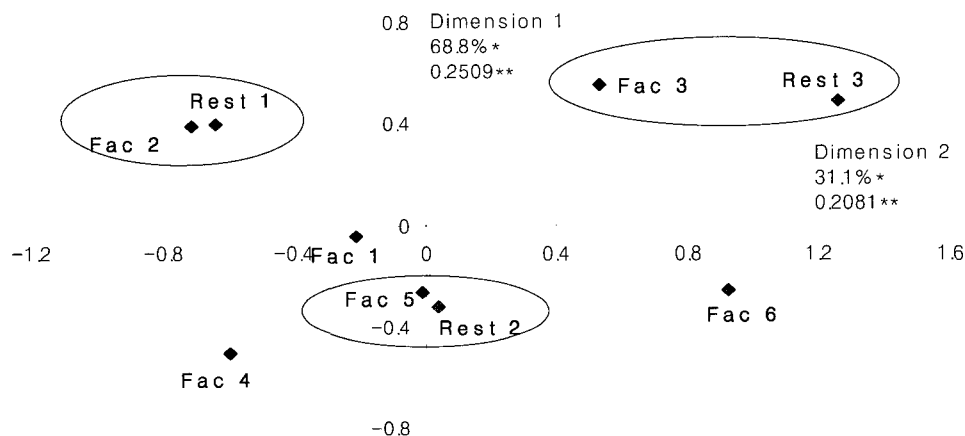 0.8
Dimension 1
68.8%*
0.2509**
Fac 3
Rest 3
Rest 1
Fac 2
0.4
Dimension 2
31.1%*
0.2081**
0
-1.2
-0.8
-0.4
0
0.4
0.8
1.2
1.6
Fac 1
Fac 5
Fac 6
-0.4
Rest 2
Fac 4
-0.8